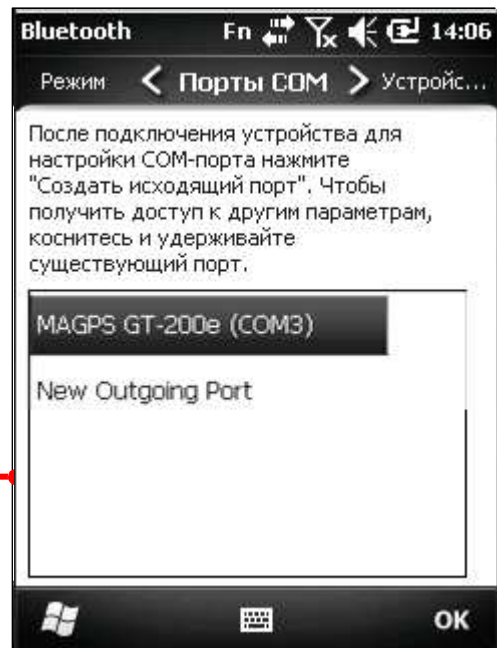 Bluetooth Fn 14:06
Режим Порты COM Устройс...
После подключения устройства для
настройки COM-порта нажмите
"Создать исходящий порт". Чтобы
получить доступ к другим параметрам,
коснитесь и удерживайте
существующий порт.
MAGPS GT-200e (COM3)
New Outgoing Port
OK